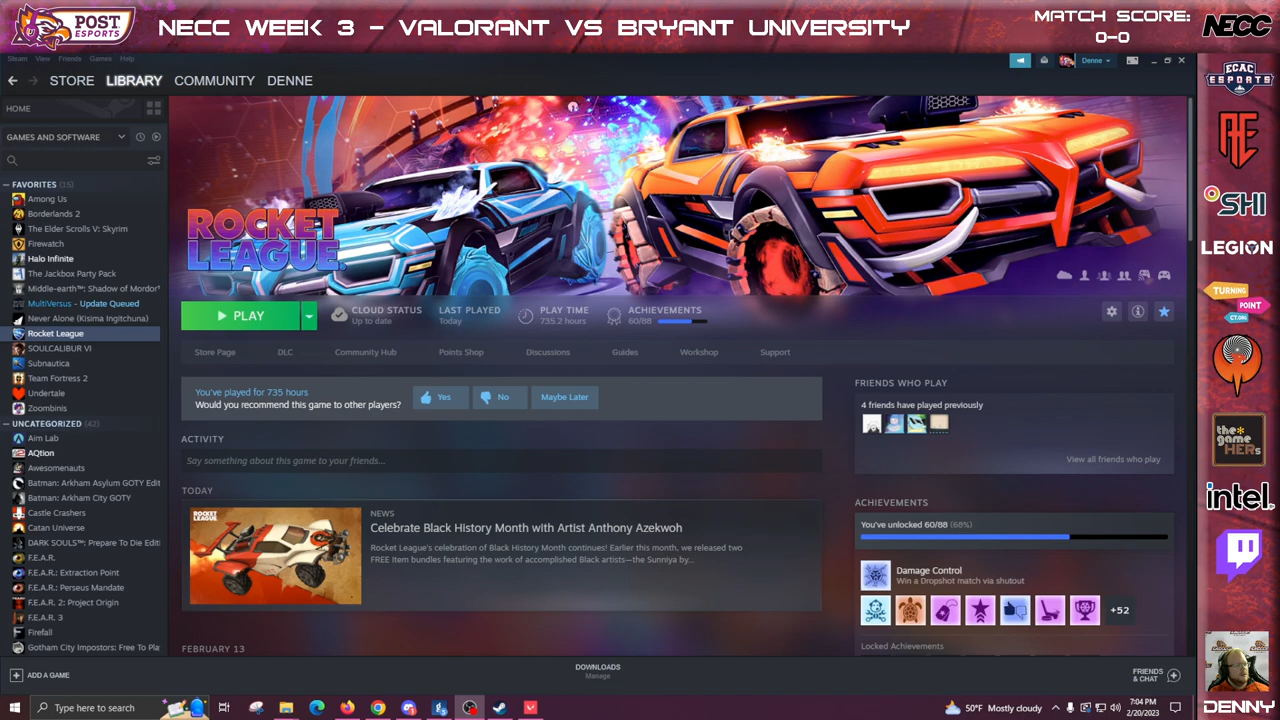 POST
ESPORTS
NECC WEEK 3 - VALORANT VS BRYANT UNIVERSITY
MATCH SCORE:
0-0
NECC
Steam View Friends Games Help
Denne
STORE LIBRARY COMMUNITY DENNE
HOME
GAMES AND SOFTWARE
FAVORITES (15)
Among Us
Borderlands 2
The Elder Scrolls V: Skyrim
Firewatch
Halo Infinite
The Jackbox Party Pack
Middle-earth™: Shadow of Mordor
MultiVersus - Update Queued
Never Alone (Kisima Ingitchuna)
Rocket League
SOULCALIBUR VI
Subnautica
Team Fortress 2
Undertale
Zoombinis
UNCATEGORIZED (42)
Aim Lab
AQtion
Awesomenauts
Batman: Arkham Asylum GOTY Edit
Batman: Arkham City GOTY
Castle Crashers
Catan Universe
DARK SOULS™: Prepare To Die Editi
F.E.A.R.
F.E.A.R.: Extraction Point
F.E.A.R.: Perseus Mandate
F.E.A.R. 2: Project Origin
F.E.A.R. 3
Firefall
Gotham City Impostors: Free To Pla
ADD A GAME
ROCKET
LEAGUE
PLAY
CLOUD STATUS
Up to date
LAST PLAYED
Today
PLAY TIME
735.2 hours
ACHIEVEMENTS
60/88
Store Page DLC Community Hub Points Shop Discussions Guides Workshop Support
You've played for 735 hours
Would you recommend this game to other players?
Yes No Maybe Later
ACTIVITY
Say something about this game to your friends...
TODAY
ROCKET
LEAGUE
NEWS
Celebrate Black History Month with Artist Anthony Azekwoh
Rocket League's celebration of Black History Month continues! Earlier this month, we released two
FREE Item bundles featuring the work of accomplished Black artists—the Sunniya by...
FEBRUARY 13
FRIENDS WHO PLAY
4 friends have played previously
View all friends who play
ACHIEVEMENTS
You've unlocked 60/88 (68%)
Damage Control
Win a Dropshot match via shutout
+52
Locked Achievements
DOWNLOADS
Manage
FRIENDS
& CHAT
ECAC
ESPORTS
SHI
LEGION
TURNING
POINT
CT.ORG
the*
game
HERs
intel.
DENNY
Type here to search
50°F Mostly cloudy
7:04 PM
2/20/2023